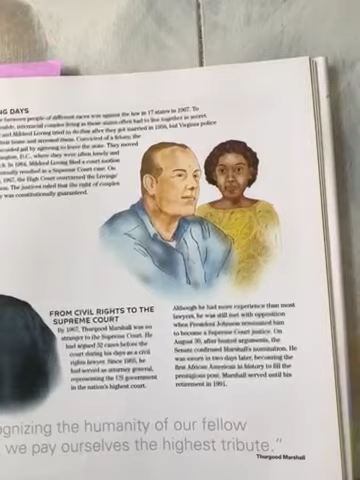 NG DAYS
between people of different races was against the law in 17 states in 1967. To
interracial couples living in those states often had to live together in secret.
and Mildred Loving tried to do that after they got married in 1958, but Virginia police
their home and arrested them. Convicted of a felony, the
avoided jail by agreeing to leave the state. They moved
ington, D.C., where they were often lonely and
In 1964, Mildred Loving filed a court motion
eventually resulted in a Supreme Court case. On
, 1967, the High Court overturned the Lovings'
The justices ruled that the right of couples
y was constitutionally guaranteed.
FROM CIVIL RIGHTS TO THE
SUPREME COURT
By 1967, Thurgood Marshall was no
stranger to the Supreme Court. He
had argued 32 cases before the
court during his days as a civil
rights lawyer. Since 1965, he
had served as attorney general,
representing the US government
in the nation's highest court.
Although he had more experience than most
lawyers, he was still met with opposition
when President Johnson nominated him
to become a Supreme Court justice. On
August 30, after heated arguments, the
Senate confirmed Marshall's nomination. He
was sworn in two days later, becoming the
first African American in history to fill the
prestigious post. Marshall served until his
retirement in 1991.
gnizing the humanity of our fellow
we pay ourselves the highest tribute."
Thurgood Marshall